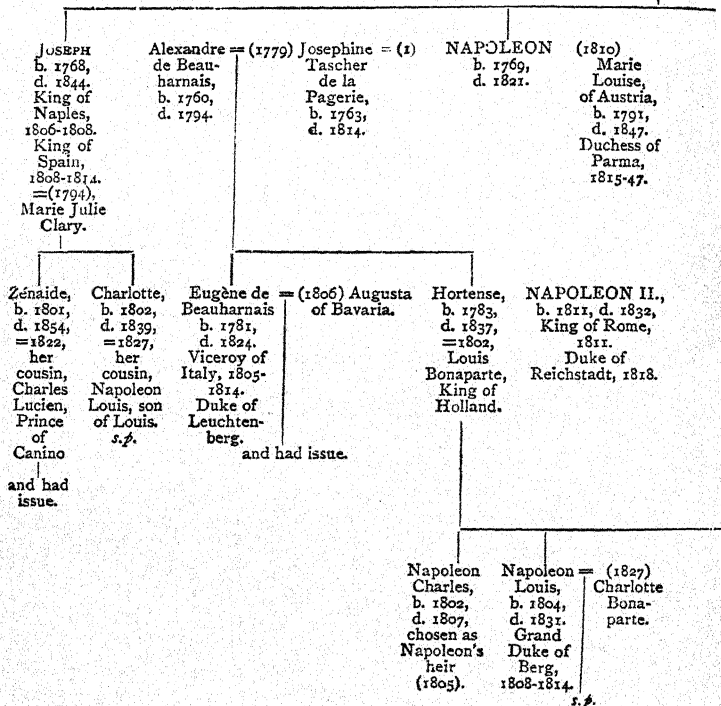 JOSEPH
b. 1768,
d. 1844.
King of
Naples,
1806-1808.
King of
Spain,
1808-1814.
=(1794),
Marie Julie
Clary.
Alexandre = (1779) Josephine = (1)
de Beau-
harnais,
b. 1760,
d. 1794.
Tascher
de la
Pagerie,
b. 1763,
d. 1814.
NAPOLEON
b. 1769,
d. 1821.
(1810)
Marie
Louise,
of Austria,
b. 1791,
d. 1847.
Duchess of
Parma,
1815-47.
Zénaide,
b. 1801,
d. 1854,
=1822,
her
cousin,
Charles
Lucien,
Prince
of
Canino
and had
issue.
Charlotte,
b. 1802,
d. 1839,
=1827,
her
cousin,
Napoleon
Louis, son
of Louis.
s.p.
Eugène de
Beauharnais
b. 1781,
d. 1824.
Viceroy of
Italy, 1805-
1814.
Duke of
Leuchten-
berg.
= (1806) Augusta
of Bavaria.
and had issue.
Hortense,
b. 1783,
d. 1837,
=1802,
Louis
Bonaparte,
King of
Holland.
NAPOLEON II.,
b. 1811, d. 1832,
King of Rome,
1811.
Duke of
Reichstadt, 1818.
Napoleon
Charles,
b. 1802,
d. 1807,
chosen as
Napoleon's
heir
(1805).
Napoleon =
Louis,
b. 1804,
d. 1831.
Grand
Duke of
Berg,
1808-1814.
s.p.
(1827)
Charlotte
Bona-
parte.